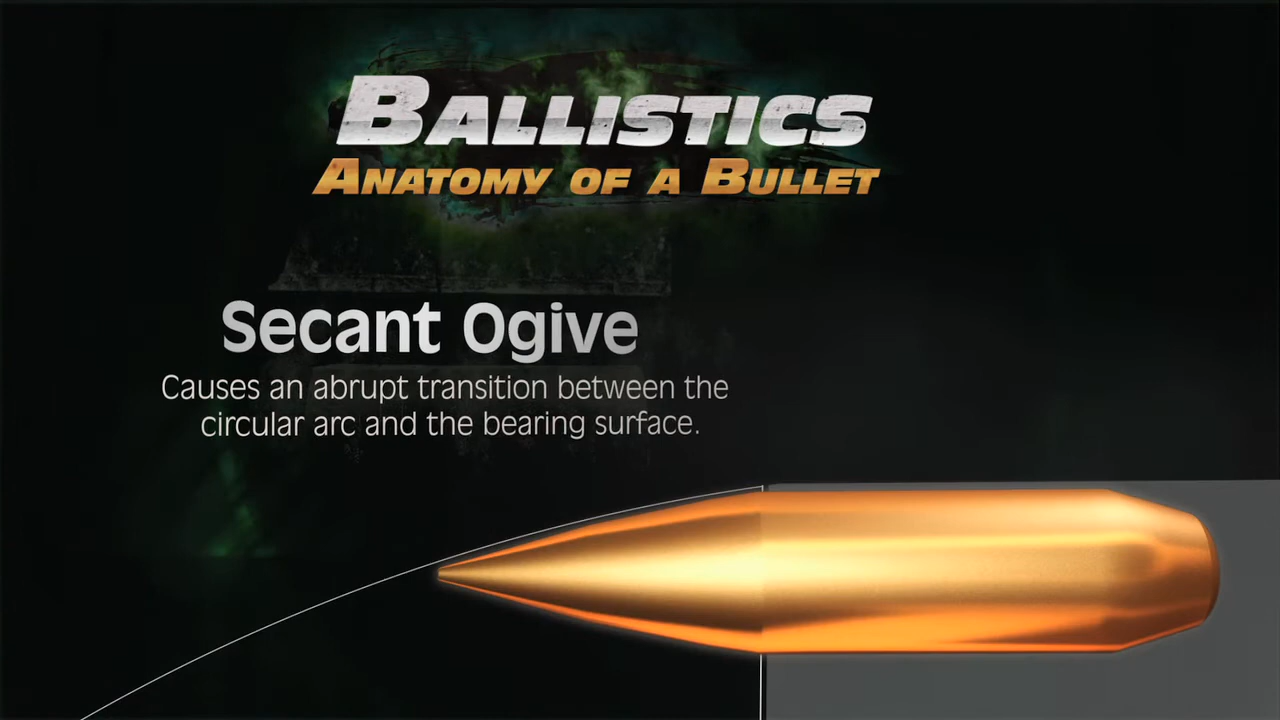 BALLISTICS
ANATOMY OF A BULLET
Secant Ogive
Causes an abrupt transition between the
circular arc and the bearing surface.